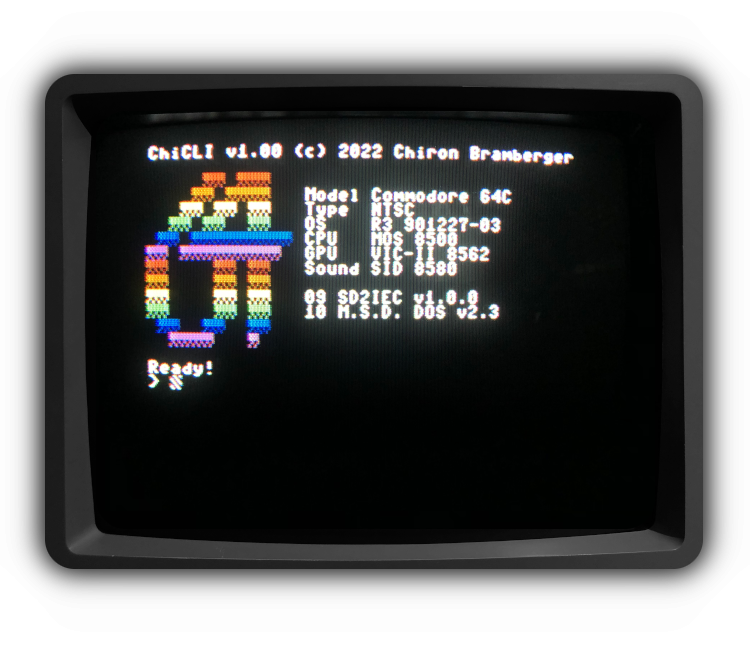 ChiCLI v1.00 (c) 2022 Chiron Bramberger
Model Commodore 64C
Type NTSC
OS R3 901227-03
CPU MOS 8500
GPU VIC-II 8562
Sound SID 8580
09 SD2IEC v1.0.0
10 M.S.D. DOS v2.3
Ready!
>